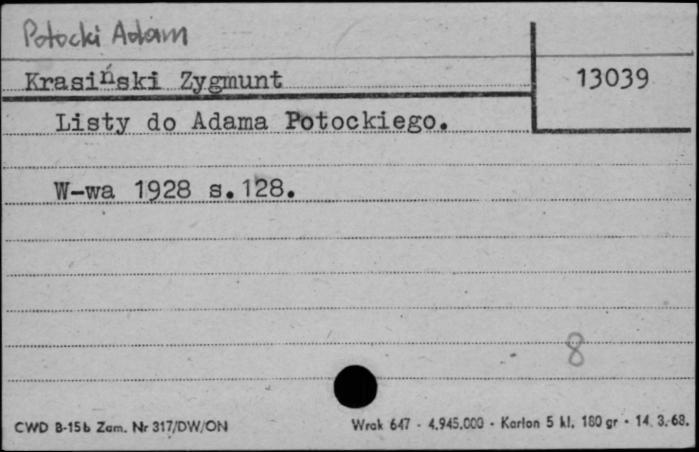 Potocki Adam
Krasiński Zygmunt
13039
Listy do Adama Potockiego.
W-wa 1928 s. 128.
8
CWD B-15b Zam. Nr 317/DW/ON
Wrak 647 - 4.945.000 - Karton 5 kl. 180 gr - 14. 3. 68.